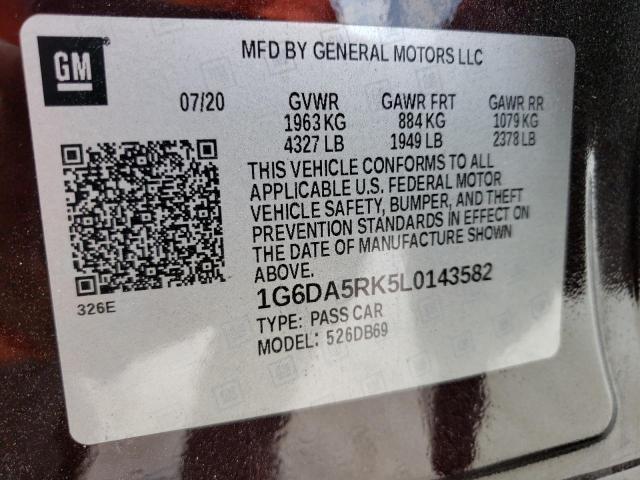 GM
MFD BY GENERAL MOTORS LLC
07/20 GVWR GAWR FRT GAWR RR
1963 KG 884 KG 1079 KG
4327 LB 1949 LB 2378 LB
THIS VEHICLE CONFORMS TO ALL
APPLICABLE U.S. FEDERAL MOTOR
VEHICLE SAFETY, BUMPER, AND THEFT
PREVENTION STANDARDS IN EFFECT ON
THE DATE OF MANUFACTURE SHOWN
ABOVE.
326E
1G6DA5RK5L0143582
TYPE: PASS CAR
MODEL: 526DB69